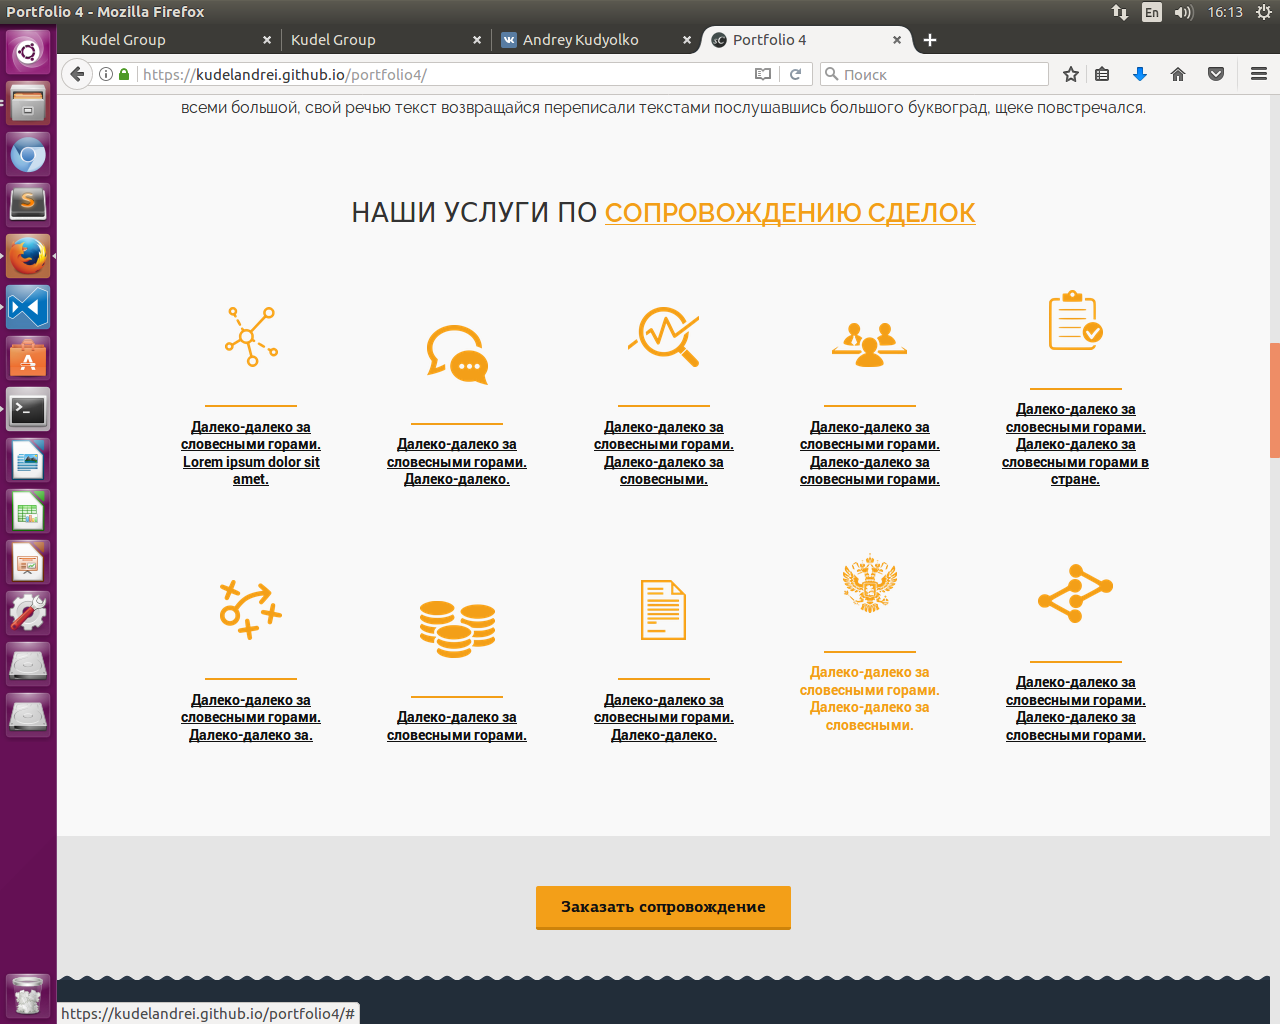 Portfolio 4 - Mozilla Firefox
En
16:13
Kudel Group
Kudel Group
Andrey Kudyolko
Portfolio 4
https://kudelandrei.github.io/portfolio4/
Поиск
всеми большой, свой речью текст возвращайся переписали текстами послушавшись большого буквоград, щеке повстречался.
НАШИ УСЛУГИ ПО СОПРОВОЖДЕНИЮ СДЕЛОК
Далеко-далеко за
словесными горами.
Lorem ipsum dolor sit
amet.
Далеко-далеко за
словесными горами.
Далеко-далеко.
Далеко-далеко за
словесными горами.
Далеко-далеко за
словесными.
Далеко-далеко за
словесными горами.
Далеко-далеко за
словесными горами.
Далеко-далеко за
словесными горами.
Далеко-далеко за
словесными горами в
стране.
Далеко-далеко за
словесными горами.
Далеко-далеко за.
Далеко-далеко за
словесными горами.
Далеко-далеко за
словесными горами.
Далеко-далеко.
Далеко-далеко за
словесными горами.
Далеко-далеко за
словесными.
Далеко-далеко за
словесными горами.
Далеко-далеко за
словесными горами.
Заказать сопровождение
https://kudelandrei.github.io/portfolio4/#